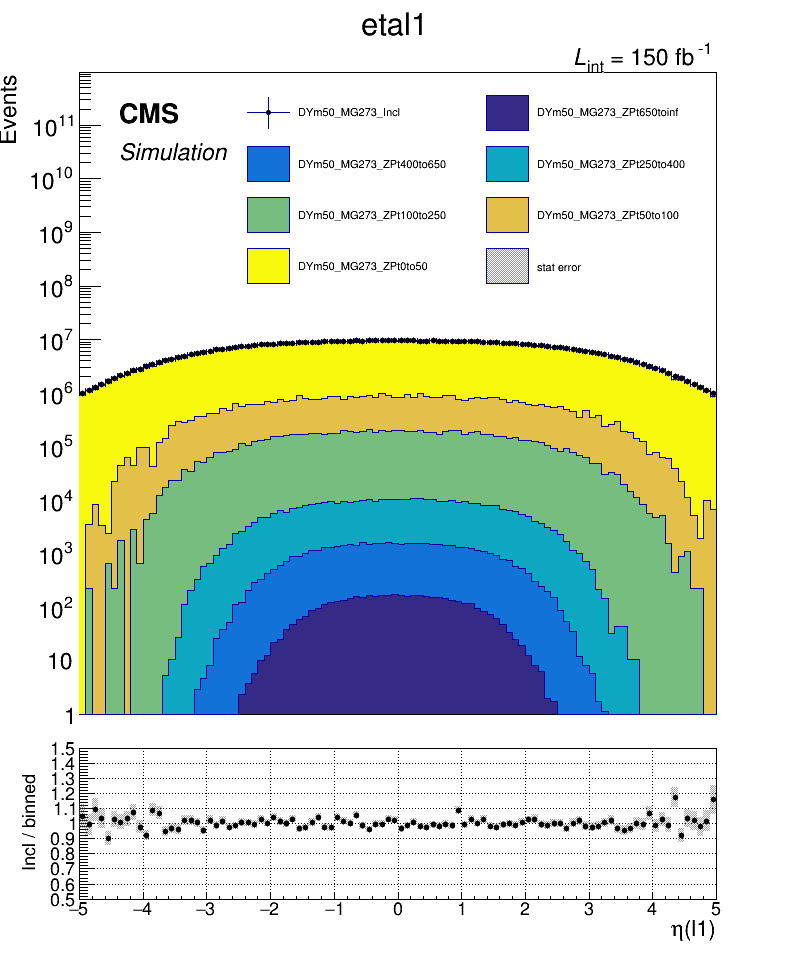 etal1
L_int = 150 fb^-1
Events
CMS
Simulation
DYm50_MG273_Incl
DYm50_MG273_ZPt650toinf
DYm50_MG273_ZPt400to650
DYm50_MG273_ZPt250to400
DYm50_MG273_ZPt100to250
DYm50_MG273_ZPt50to100
DYm50_MG273_ZPt0to50
stat error
10^11
10^10
10^9
10^8
10^7
10^6
10^5
10^4
10^3
10^2
10
1
Incl / binned
1.5
1.4
1.3
1.2
1.1
1
0.9
0.8
0.7
0.6
0.5
−5 −4 −3 −2 −1 0 1 2 3 4 5
η(l1)